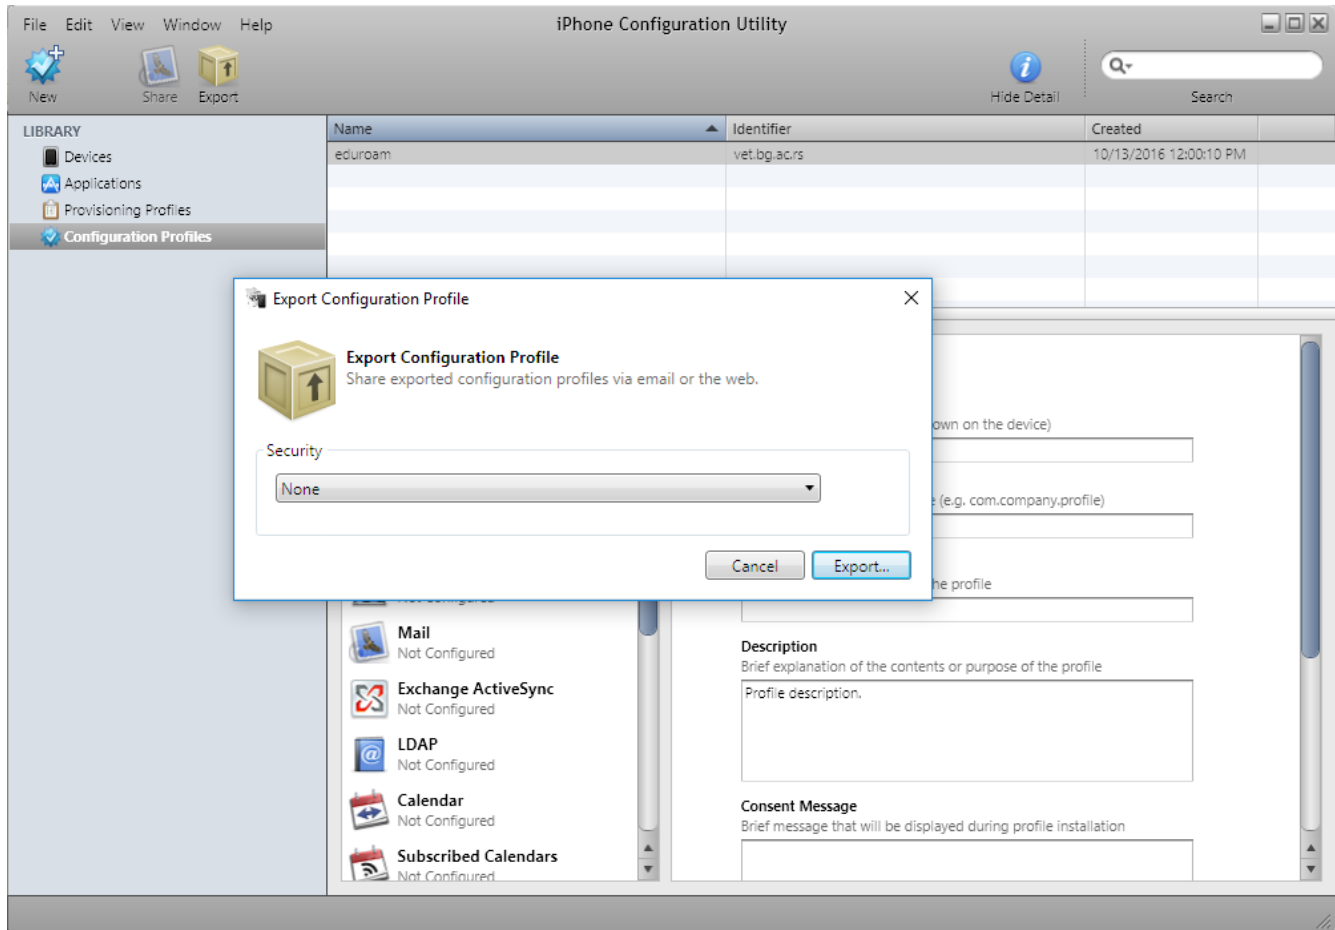 File Edit View Window Help
iPhone Configuration Utility
New
Share
Export
Hide Detail
Search
LIBRARY
Devices
Applications
Provisioning Profiles
Configuration Profiles
Name Identifier Created
eduroam vet.bg.ac.rs 10/13/2016 12:00:10 PM
Export Configuration Profile
Export Configuration Profile
Share exported configuration profiles via email or the web.
Security
None
Cancel
Export...
own on the device)
(e.g. com.company.profile)
he profile
Not Configured
Mail
Not Configured
Exchange ActiveSync
Not Configured
LDAP
Not Configured
Calendar
Not Configured
Subscribed Calendars
Not Configured
Description
Brief explanation of the contents or purpose of the profile
Profile description.
Consent Message
Brief message that will be displayed during profile installation